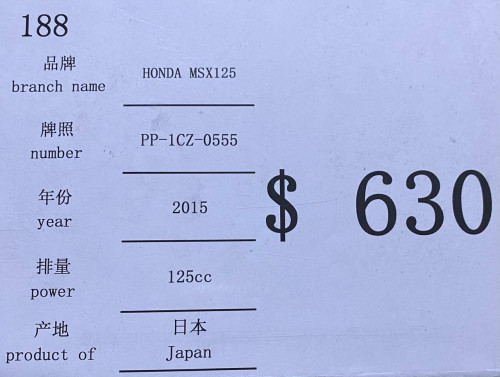 188
品牌 HONDA MSX125
branch name
牌照 PP-1CZ-0555
number
年份 2015
year
$ 630
排量 125cc
power
产地 日本
product of Japan